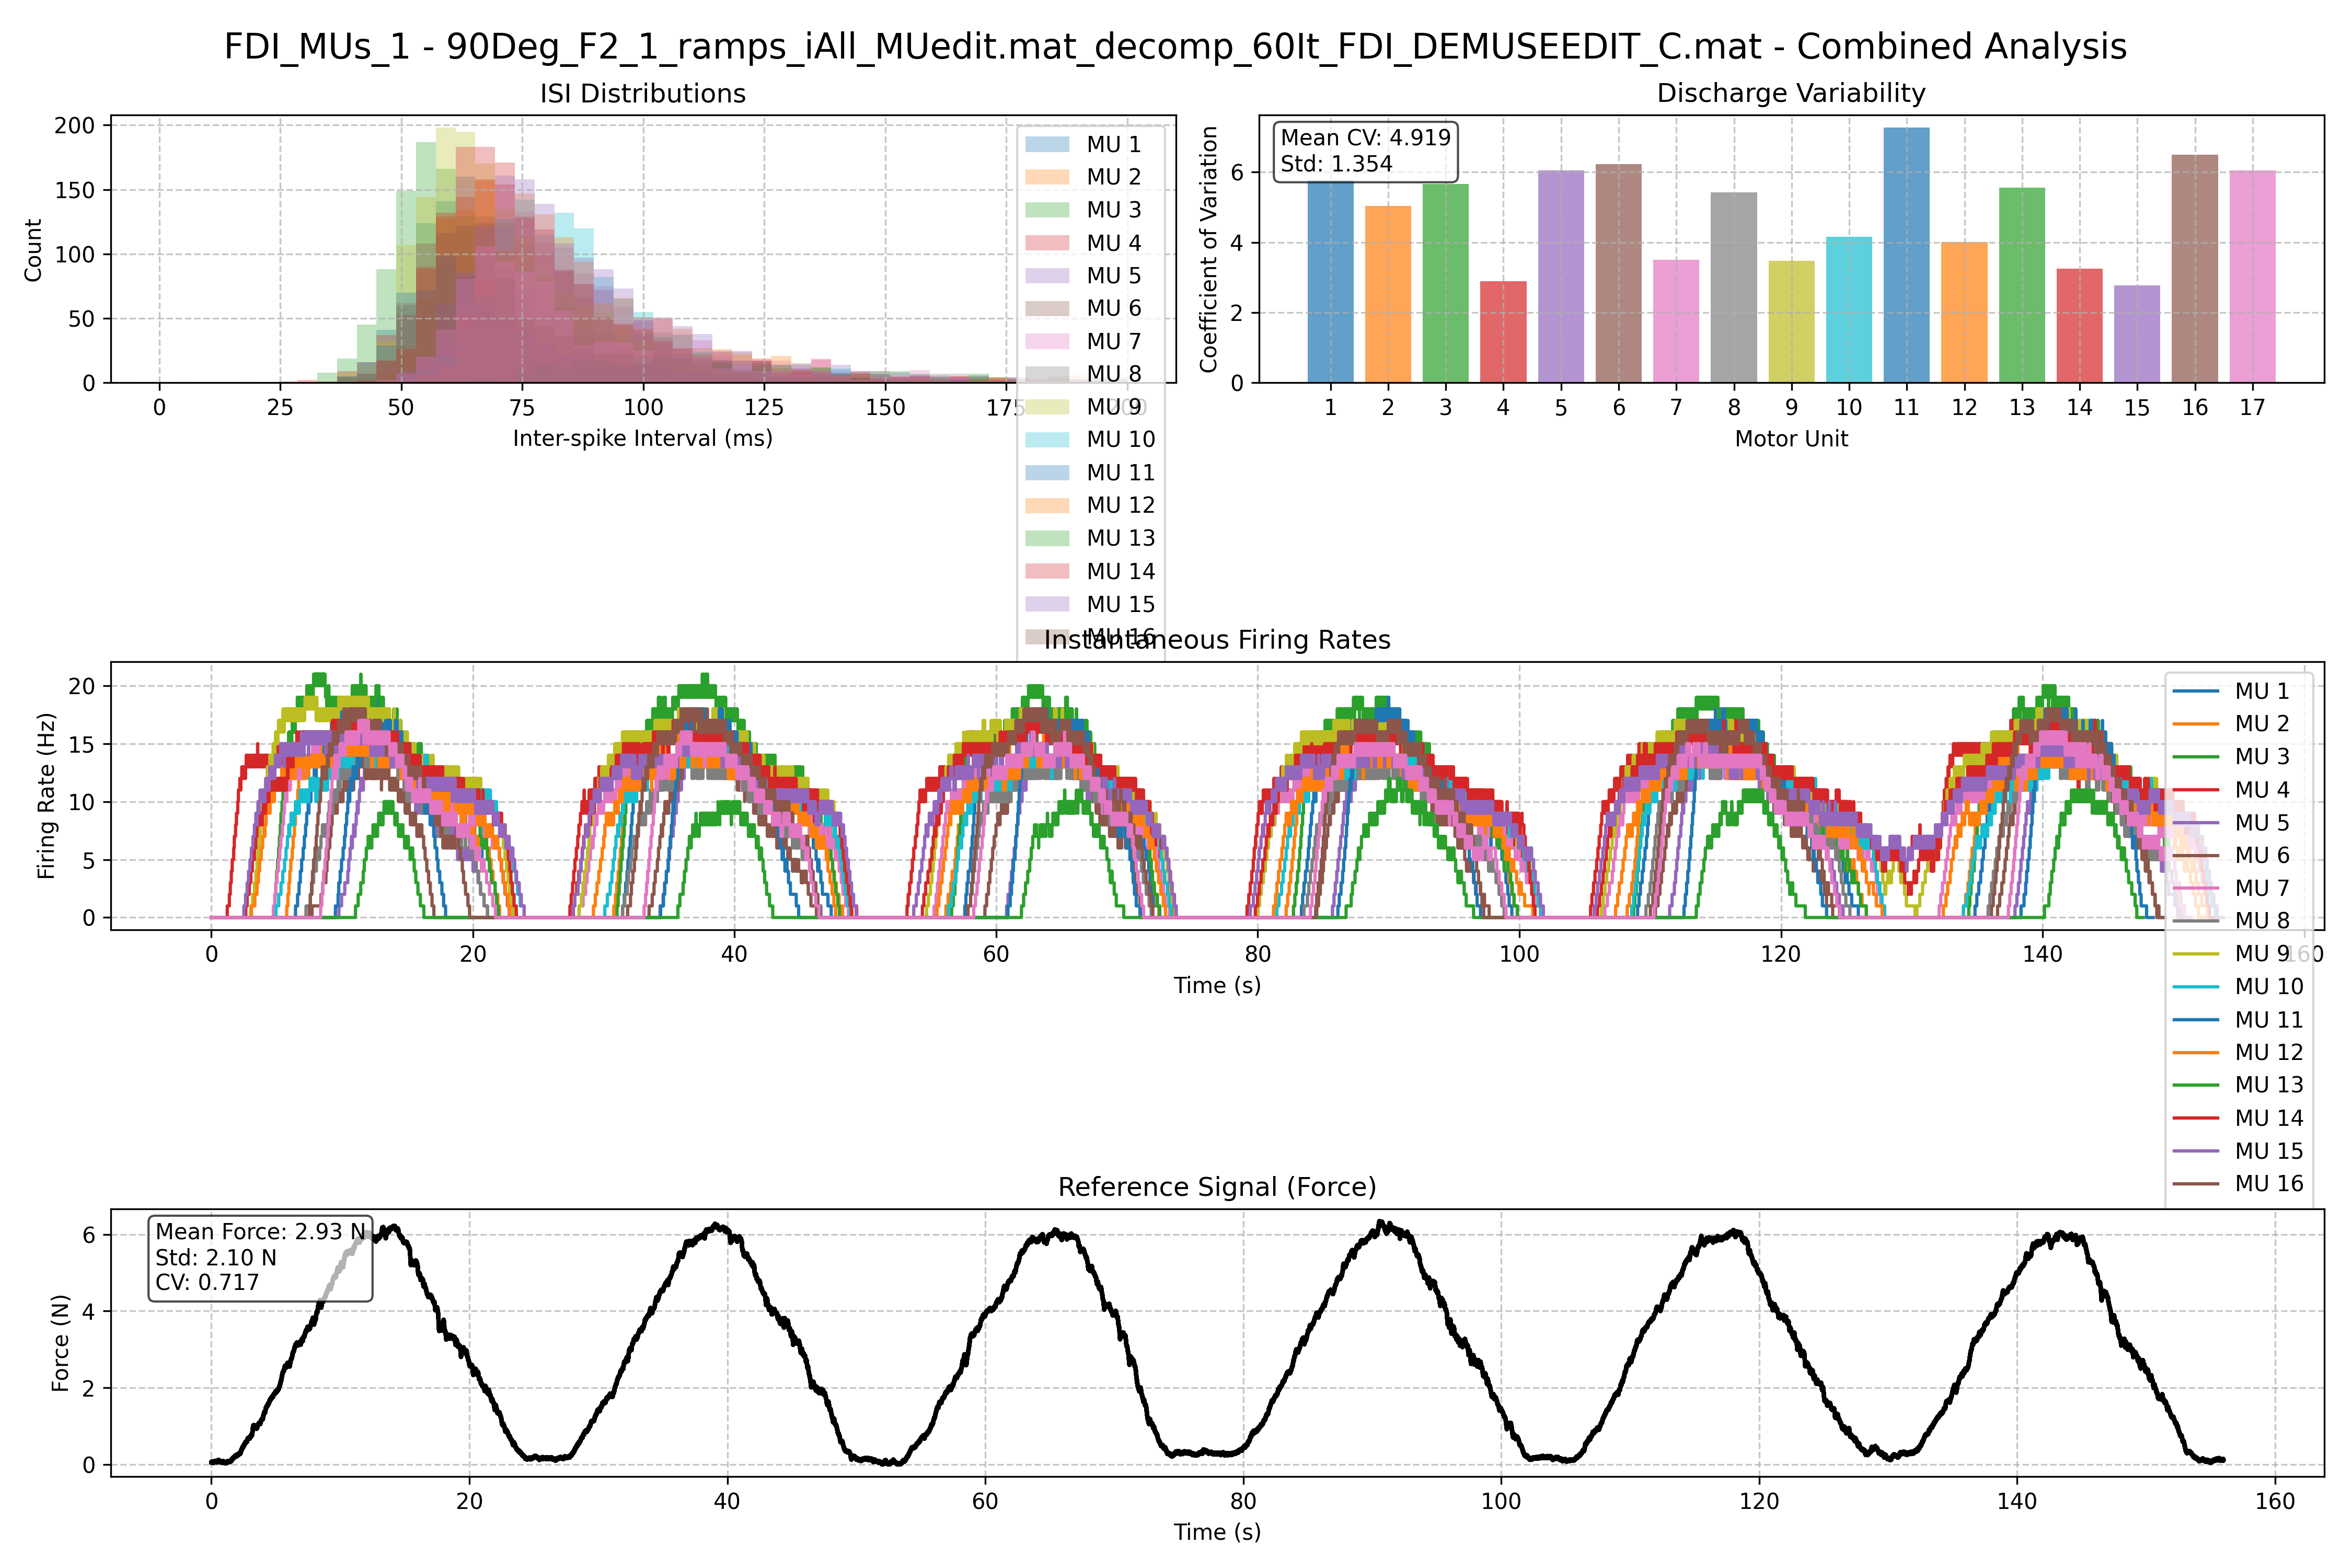 FDI_MUs_1 - 90Deg_F2_1_ramps_iAll_MUedit.mat_decomp_60It_FDI_DEMUSEEDIT_C.mat - Combined Analysis
ISI Distributions
Count
200
150
100
50
0
0 25 50 75 100 125 150 175 200
Inter-spike Interval (ms)
MU 1
MU 2
MU 3
MU 4
MU 5
MU 6
MU 7
MU 8
MU 9
MU 10
MU 11
MU 12
MU 13
MU 14
MU 15
MU 16
Discharge Variability
Coefficient of Variation
Mean CV: 4.919
Std: 1.354
6
4
2
0
1 2 3 4 5 6 7 8 9 10 11 12 13 14 15 16 17
Motor Unit
Instantaneous Firing Rates
Firing Rate (Hz)
20
15
10
5
0
0 20 40 60 80 100 120 140 160
Time (s)
MU 1
MU 2
MU 3
MU 4
MU 5
MU 6
MU 7
MU 8
MU 9
MU 10
MU 11
MU 12
MU 13
MU 14
MU 15
MU 16
Reference Signal (Force)
Force (N)
Mean Force: 2.93 N
Std: 2.10 N
CV: 0.717
6
4
2
0
0 20 40 60 80 100 120 140 160
Time (s)